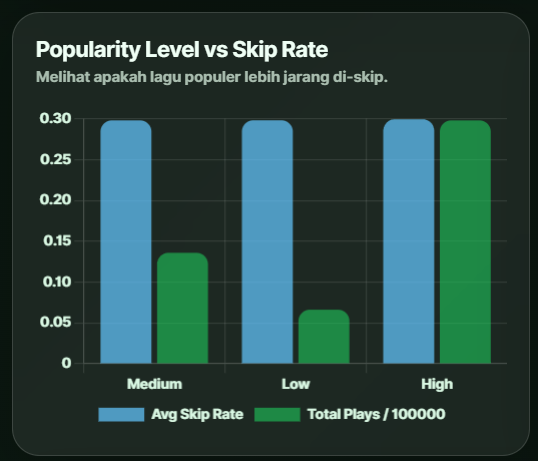 Popularity Level vs Skip Rate
Melihat apakah lagu populer lebih jarang di-skip.
0.30
0.25
0.20
0.15
0.10
0.05
0
Medium Low High
Avg Skip Rate Total Plays / 100000